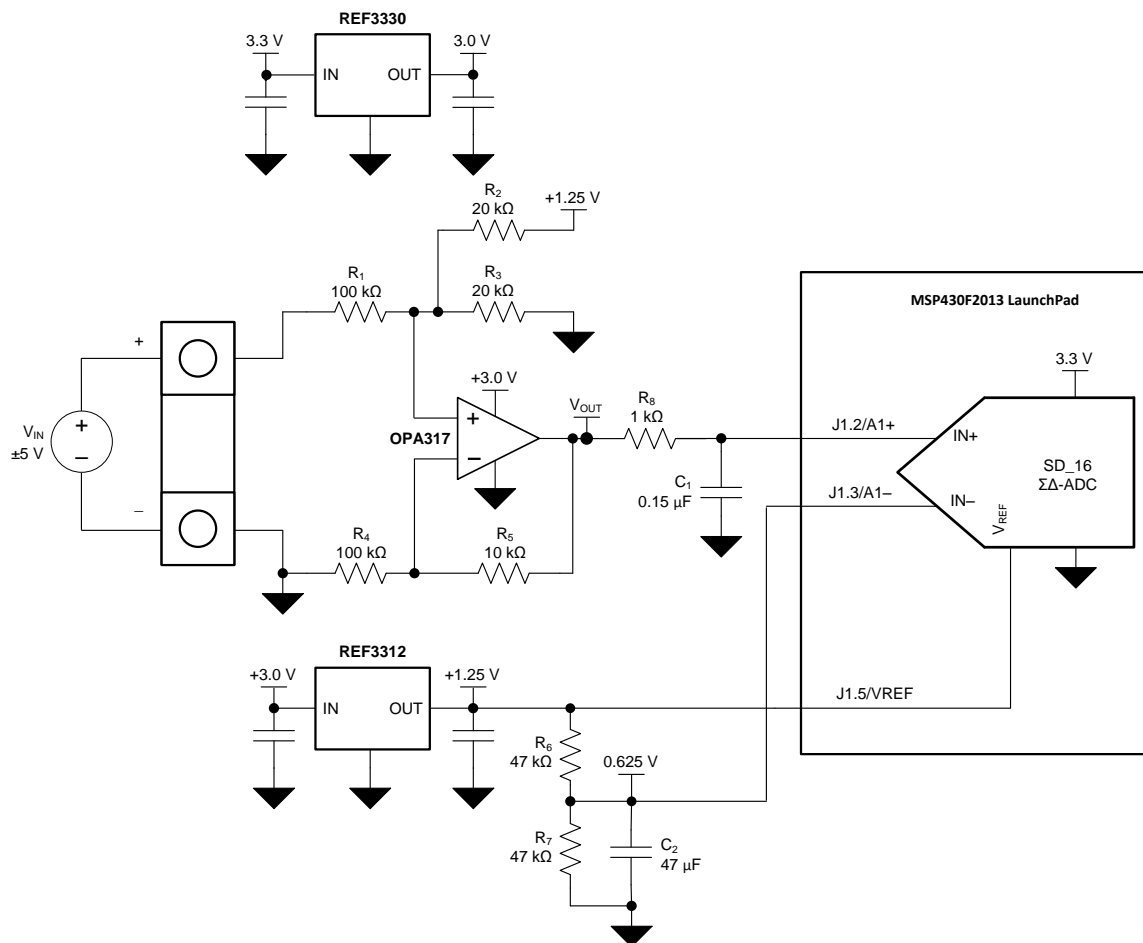 REF3330
3.3 V
3.0 V
IN
OUT
R2
20 kΩ
+1.25 V
R1
100 kΩ
R3
20 kΩ
MSP430F2013 LaunchPad
+
3.3 V
+3.0 V
VOUT
R8
1 kΩ
VIN
±5 V
+
−
OPA317
+
−
J1.2/A1+
IN+
SD_16
ΣΔ-ADC
C1
0.15 µF
J1.3/A1−
IN−
VREF
−
R4
100 kΩ
R5
10 kΩ
REF3312
+3.0 V
+1.25 V
IN
OUT
J1.5/VREF
R6
47 kΩ
0.625 V
R7
47 kΩ
C2
47 µF